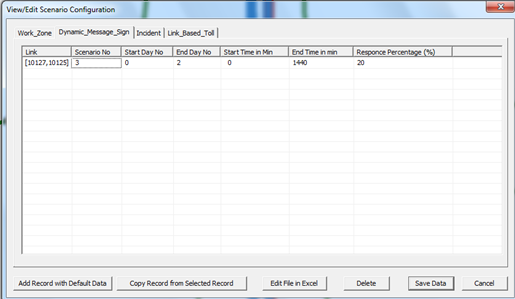 View/Edit Scenario Configuration
Work_Zone Dynamic_Message_Sign Incident Link_Based_Toll
Link Scenario No Start Day No End Day No Start Time in Min End Time in min Responce Percentage (%)
[10127,10125] 3 0 2 0 1440 20
Add Record with Default Data Copy Record from Selected Record Edit File in Excel Delete Save Data Cancel